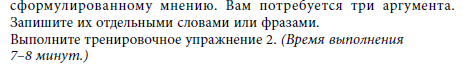 сформулированному мнению. Вам потребуется три аргумента.
Запишите их отдельными словами или фразами.
Выполните тренировочное упражнение 2. (Время выполнения
7–8 минут.)